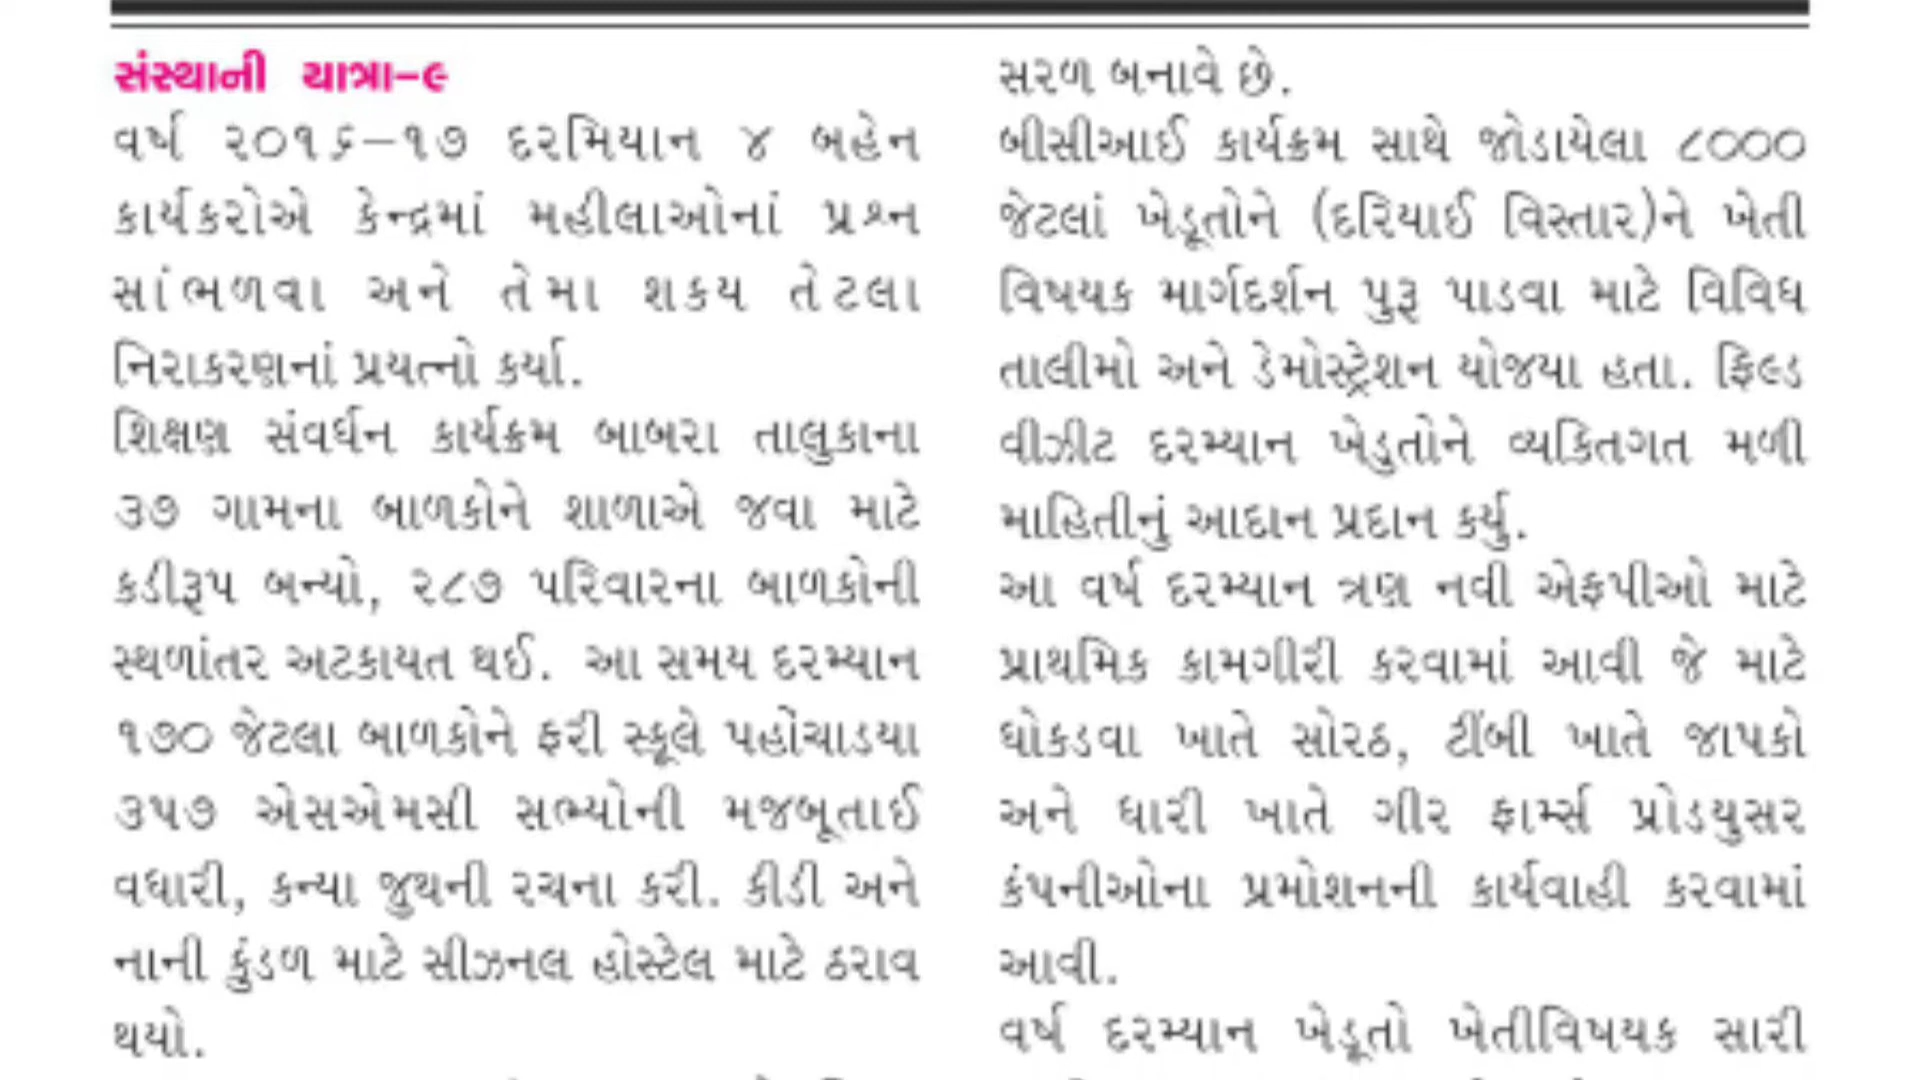 સંસ્થાની યાત્રા-૯
વર્ષ ૨૦૧૬-૧૭ દરમિયાન ૪ બહેન
કાર્યકરોએ કેન્દ્રમાં મહીલાઓનાં પ્રશ્ન
સાંભળવા અને તેમા શકય તેટલા
નિરાકરણનાં પ્રયત્નો કર્યા.
શિક્ષણ સંવર્ધન કાર્યક્રમ બાબરા તાલુકાના
૩૭ ગામના બાળકોને શાળાએ જવા માટે
કડીરૂપ બન્યો, ૨૮૭ પરિવારના બાળકોની
સ્થળાંતર અટકાયત થઈ. આ સમય દરમ્યાન
૧૭૦ જેટલા બાળકોને ફરી સ્કૂલે પહોંચાડયા
૩૫૭ એસએમસી સભ્યોની મજબૂતાઈ
વધારી, કન્યા જુથની રચના કરી. કીડી અને
નાની કુંડળ માટે સીઝનલ હોસ્ટેલ માટે ઠરાવ
થયો.
સરળ બનાવે છે.
બીસીઆઈ કાર્યક્રમ સાથે જોડાયેલા ૮૦૦૦
જેટલાં ખેડૂતોને (દરિયાઈ વિસ્તાર)ને ખેતી
વિષયક માર્ગદર્શન પુરૂ પાડવા માટે વિવિધ
તાલીમો અને ડેમોસ્ટ્રેશન યોજયા હતા. ફિલ્ડ
વીઝીટ દરમ્યાન ખેડુતોને વ્યકિતગત મળી
માહિતીનું આદાન પ્રદાન કર્યુ.
આ વર્ષ દરમ્યાન ત્રણ નવી એફપીઓ માટે
પ્રાથમિક કામગીરી કરવામાં આવી જે માટે
ધોકડવા ખાતે સોરઠ, ટીંબી ખાતે જાપકો
અને ધારી ખાતે ગીર ફાર્મ્સ પ્રોડયુસર
કંપનીઓના પ્રમોશનની કાર્યવાહી કરવામાં
આવી.
વર્ષ દરમ્યાન ખેડૂતો ખેતીવિષયક સારી